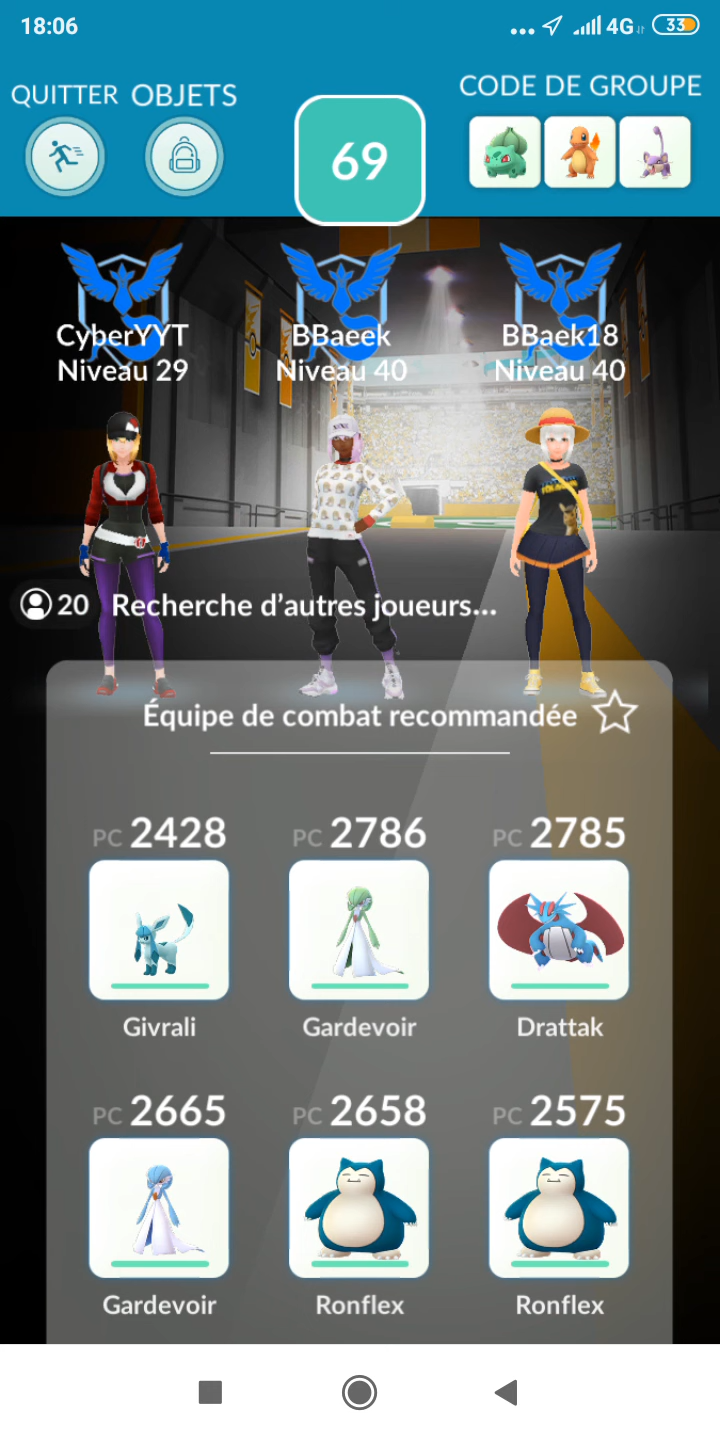 18:06
4G 33
QUITTER OBJETS
CODE DE GROUPE
69
CyberYYT
Niveau 29
BBaeek
Niveau 40
BBaek18
Niveau 40
20 Recherche d'autres joueurs...
Équipe de combat recommandée
PC 2428 PC 2786 PC 2785
Givrali Gardevoir Drattak
PC 2665 PC 2658 PC 2575
Gardevoir Ronflex Ronflex